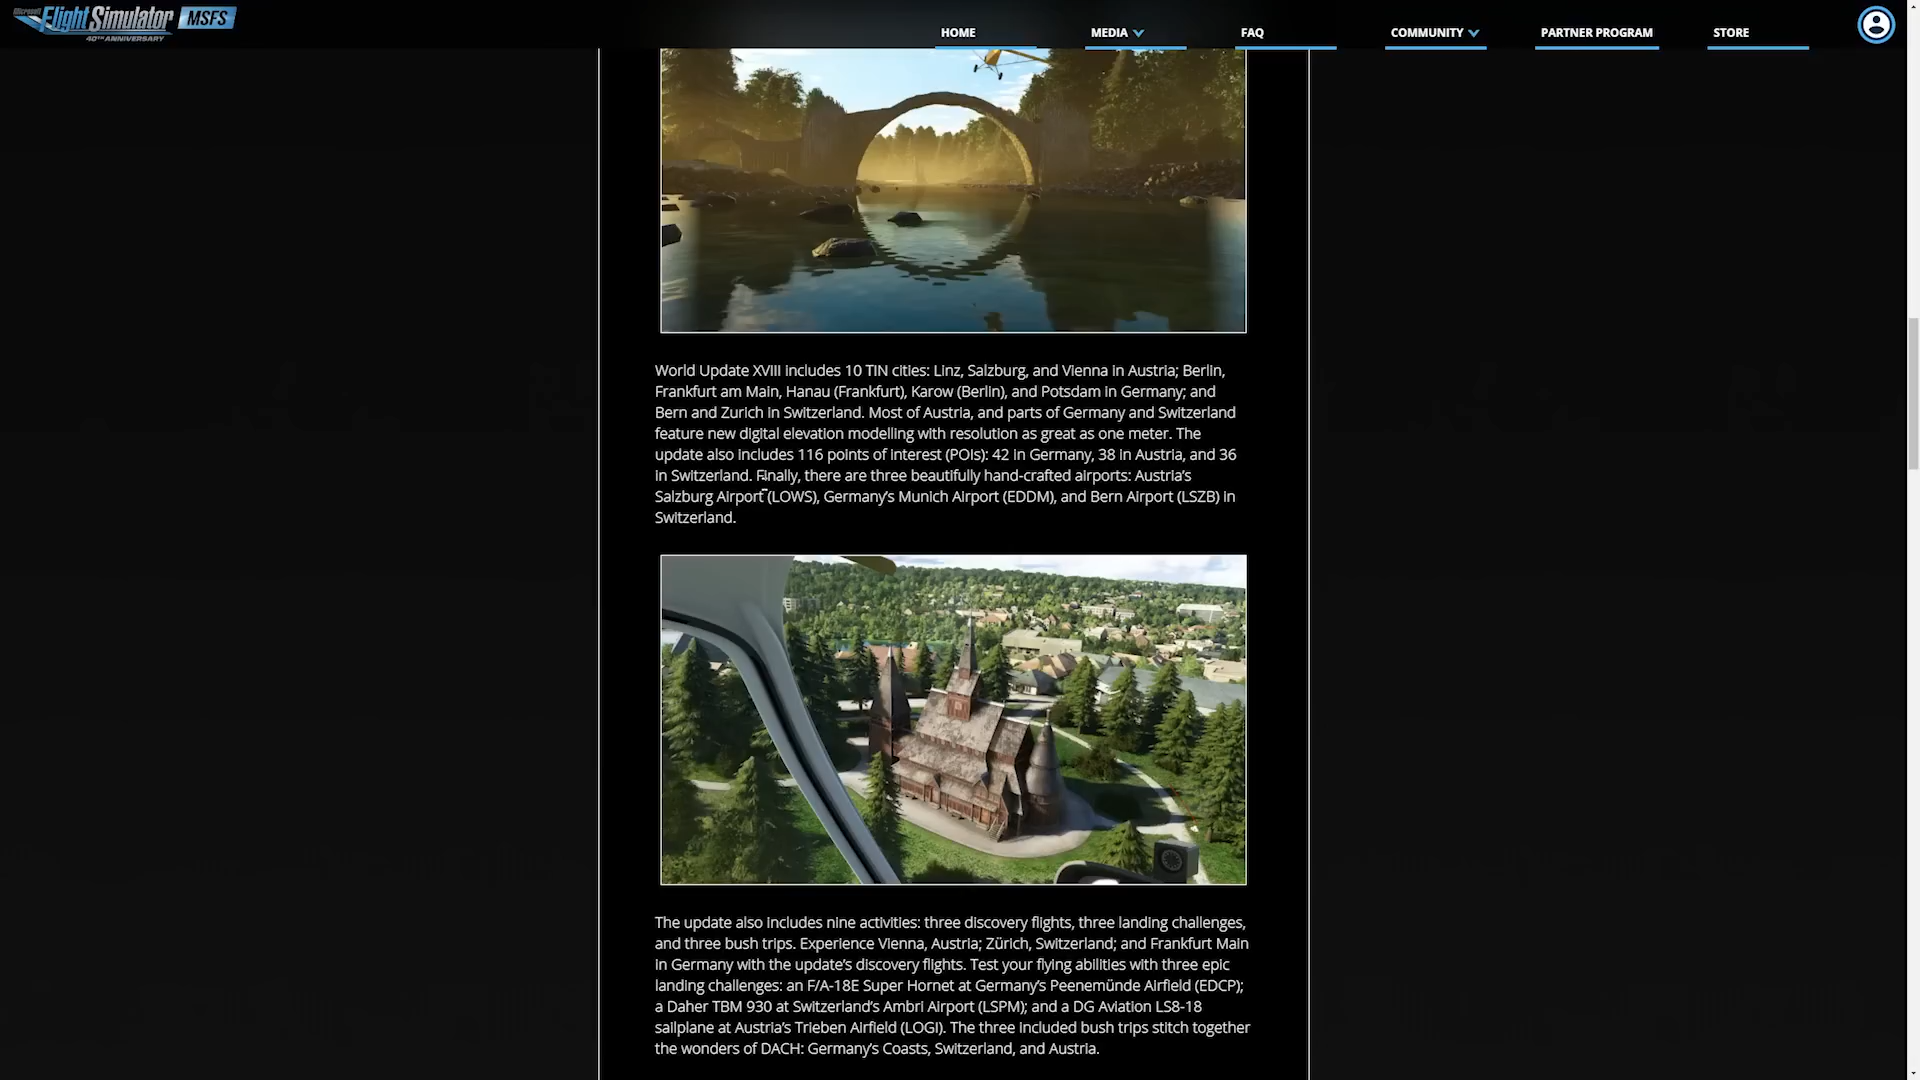 Microsoft
Flight Simulator MSFS
40TH ANNIVERSARY
HOME
MEDIA
FAQ
COMMUNITY
PARTNER PROGRAM
STORE
World Update XVIII includes 10 TIN cities: Linz, Salzburg, and Vienna in Austria; Berlin,
Frankfurt am Main, Hanau (Frankfurt), Karow (Berlin), and Potsdam in Germany; and
Bern and Zurich in Switzerland. Most of Austria, and parts of Germany and Switzerland
feature new digital elevation modelling with resolution as great as one meter. The
update also includes 116 points of interest (POIs): 42 in Germany, 38 in Austria, and 36
in Switzerland. Finally, there are three beautifully hand-crafted airports: Austria’s
Salzburg Airport (LOWS), Germany’s Munich Airport (EDDM), and Bern Airport (LSZB) in
Switzerland.
The update also includes nine activities: three discovery flights, three landing challenges,
and three bush trips. Experience Vienna, Austria; Zürich, Switzerland; and Frankfurt Main
in Germany with the update’s discovery flights. Test your flying abilities with three epic
landing challenges: an F/A-18E Super Hornet at Germany’s Peenemünde Airfield (EDCP);
a Daher TBM 930 at Switzerland’s Ambri Airport (LSPM); and a DG Aviation LS8-18
sailplane at Austria’s Trieben Airfield (LOGI). The three included bush trips stitch together
the wonders of DACH: Germany’s Coasts, Switzerland, and Austria.